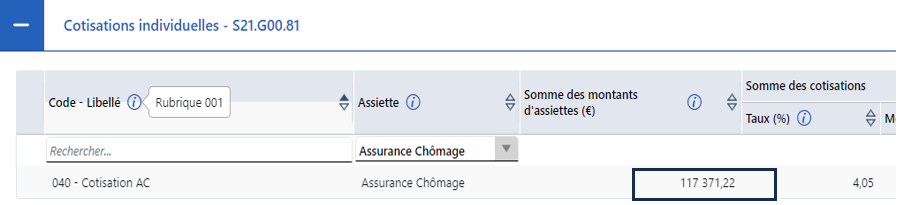 Cotisations individuelles - S21.G00.81
Code - Libellé
Rubrique 001
Assiette
Somme des montants
d'assiettes (€)
Somme des cotisations
Taux (%)
Rechercher...
Assurance Chômage
040 - Cotisation AC
Assurance Chômage
117 371,22
4,05